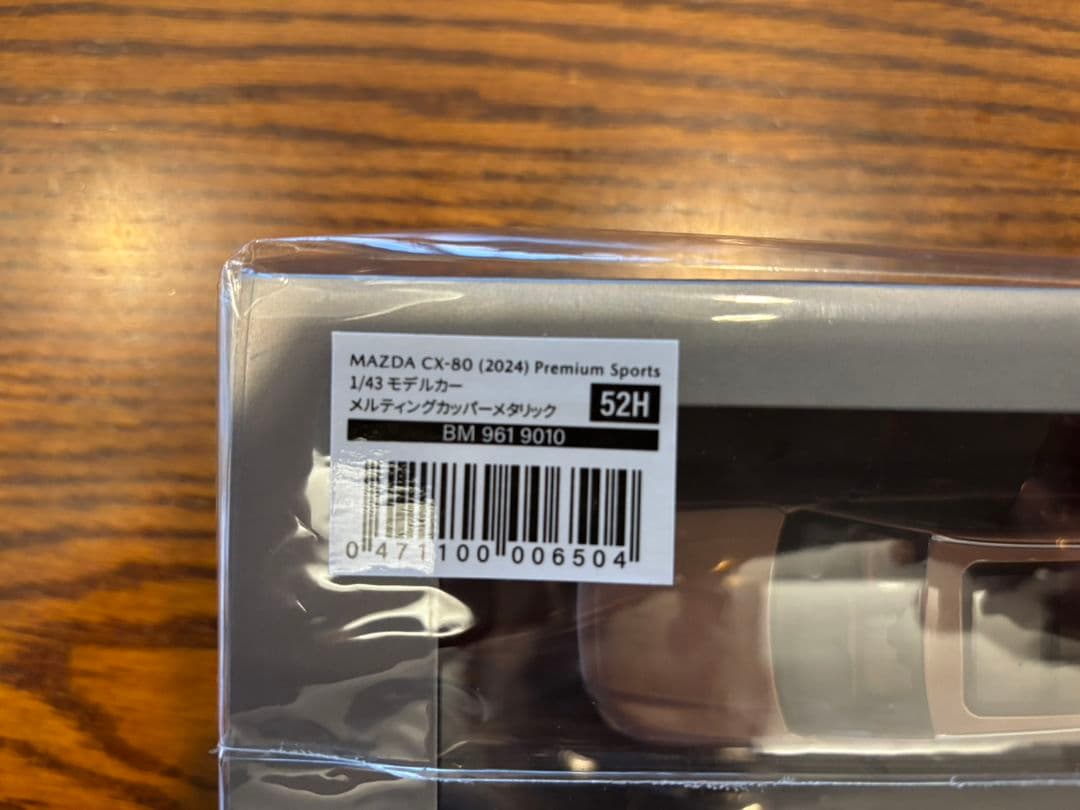 MAZDA CX-80 (2024) Premium Sports
1/43 モデルカー
メルティングカッパーメタリック
52H
BM 961 9010
0 471100 006504